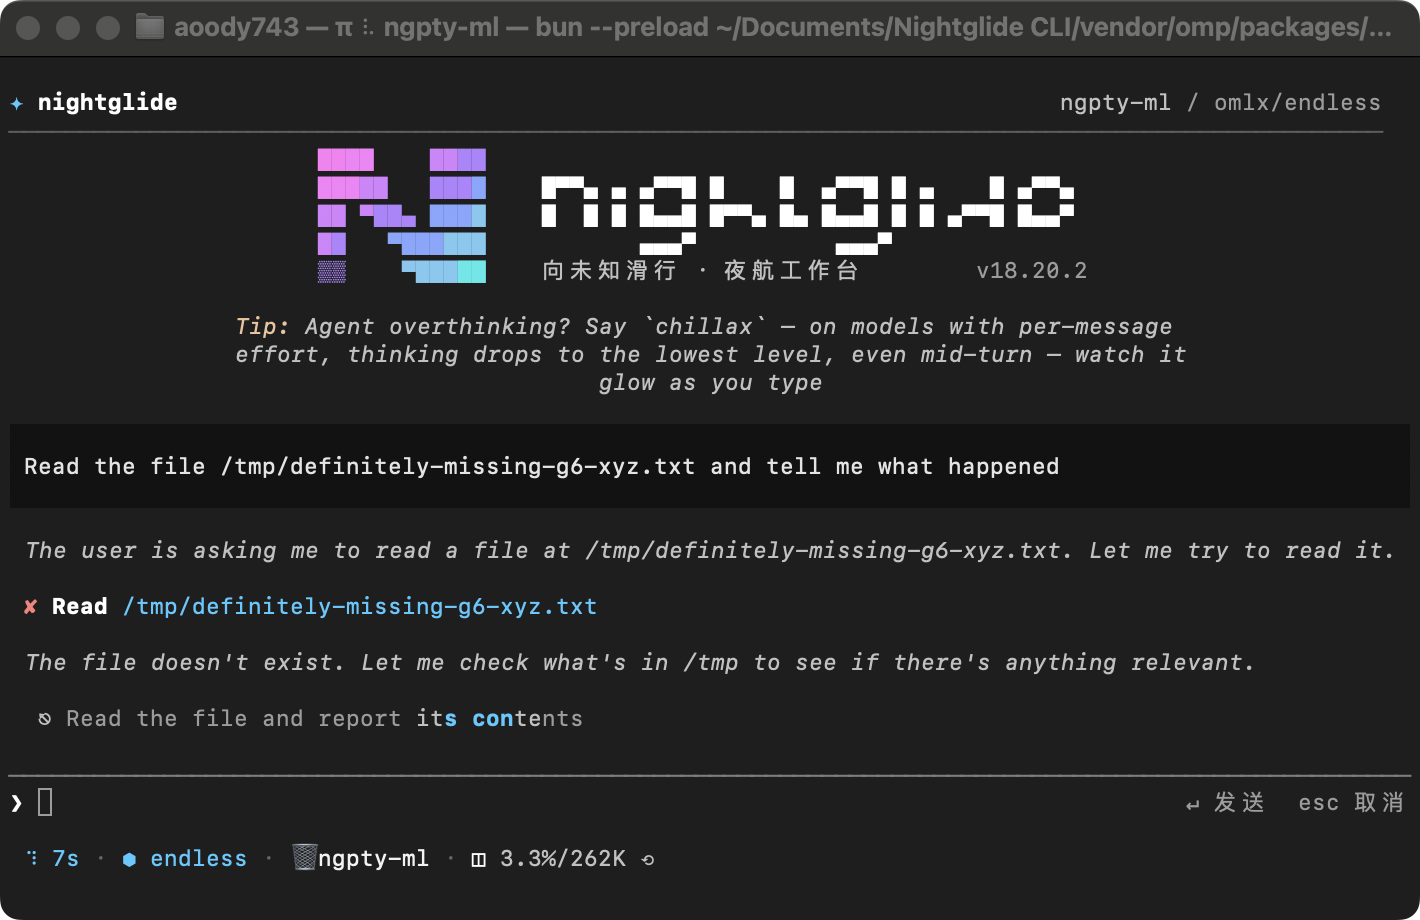 aoody743 — π ⠦ ngpty-ml — bun --preload ~/Documents/Nightglide CLI/vendor/omp/packages/...
✦ nightglide
ngpty-ml / omlx/endless
nightglide
向未知滑行 · 夜航工作台 v18.20.2
Tip: Agent overthinking? Say `chillax` — on models with per-message
effort, thinking drops to the lowest level, even mid-turn — watch it
glow as you type
Read the file /tmp/definitely-missing-g6-xyz.txt and tell me what happened
The user is asking me to read a file at /tmp/definitely-missing-g6-xyz.txt. Let me try to read it.
✘ Read /tmp/definitely-missing-g6-xyz.txt
The file doesn't exist. Let me check what's in /tmp to see if there's anything relevant.
Read the file and report its contents
❯
↵ 发送 esc 取消
7s · ⬢ endless · 🗑ngpty-ml · ◫ 3.3%/262K ⟲